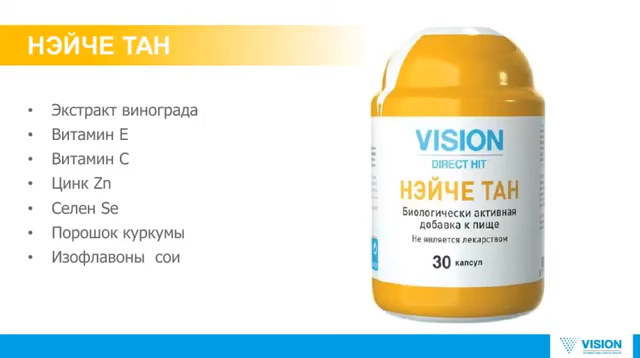 НЭЙЧЕ ТАН
• Экстракт винограда
• Витамин Е
• Витамин С
• Цинк Zn
• Селен Se
• Порошок куркумы
• Изофлавоны сои
VISION
DIRECT HIT
НЭЙЧЕ ТАН
Биологически активная
добавка к пище
Не является лекарством
30 капсул
VISION